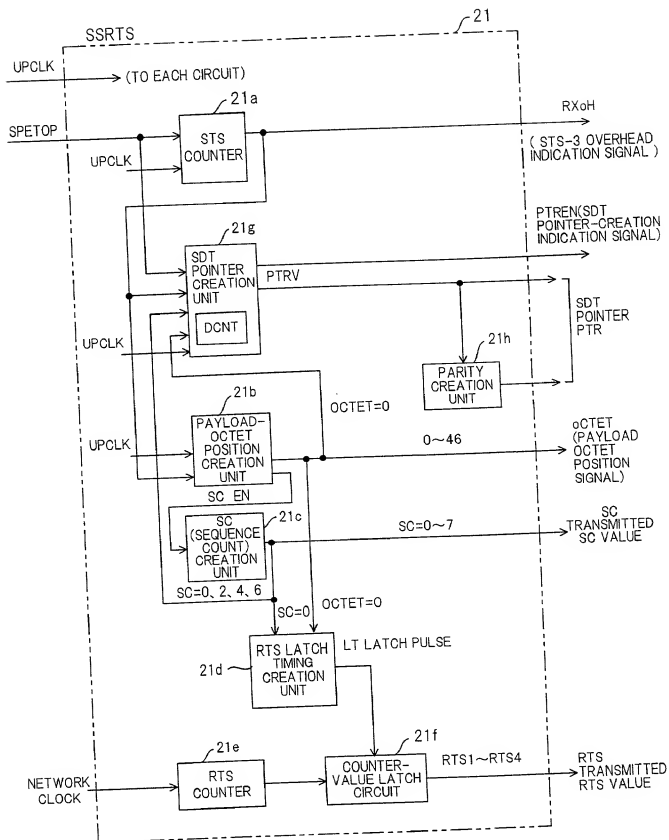 SSRTS
21
UPCLK
(TO EACH CIRCUIT)
21a
SPETOP
STS
COUNTER
UPCLK
RXoH
( STS-3 OVERHEAD
INDICATION SIGNAL )
PTREN(SDT
POINTER-CREATION
INDICATION SIGNAL)
21g
SDT
POINTER
CREATION
UNIT
DCNT
PTRV
UPCLK
SDT
POINTER
PTR
21h
PARITY
CREATION
UNIT
21b
PAYLOAD-
OCTET
POSITION
CREATION
UNIT
UPCLK
OCTET=0
0~46
oCTET
(PAYLOAD
OCTET
POSITION
SIGNAL)
SC EN
21c
SC
(SEQUENCE
COUNT)
CREATION
UNIT
SC=0~7
SC
TRANSMITTED
SC VALUE
SC=0、2、4、6
SC=0
OCTET=0
21d
RTS LATCH
TIMING
CREATION
UNIT
LT LATCH PULSE
21e
RTS
COUNTER
NETWORK
CLOCK
21f
COUNTER-
VALUE LATCH
CIRCUIT
RTS1~RTS4
RTS
TRANSMITTED
RTS VALUE